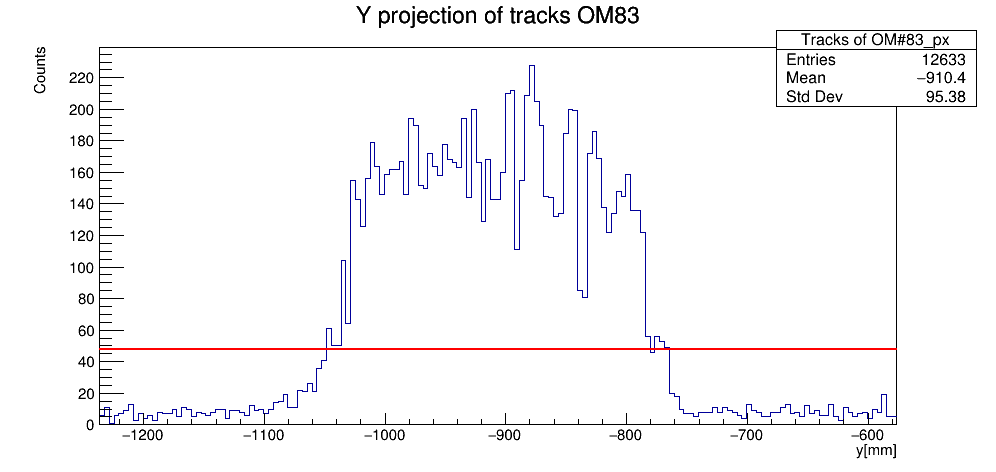 Y projection of tracks OM83
Tracks of OM#83_px
Entries 12633
Mean −910.4
Std Dev 95.38
Counts
220
200
180
160
140
120
100
80
60
40
20
0
−1200 −1100 −1000 −900 −800 −700 −600
y[mm]